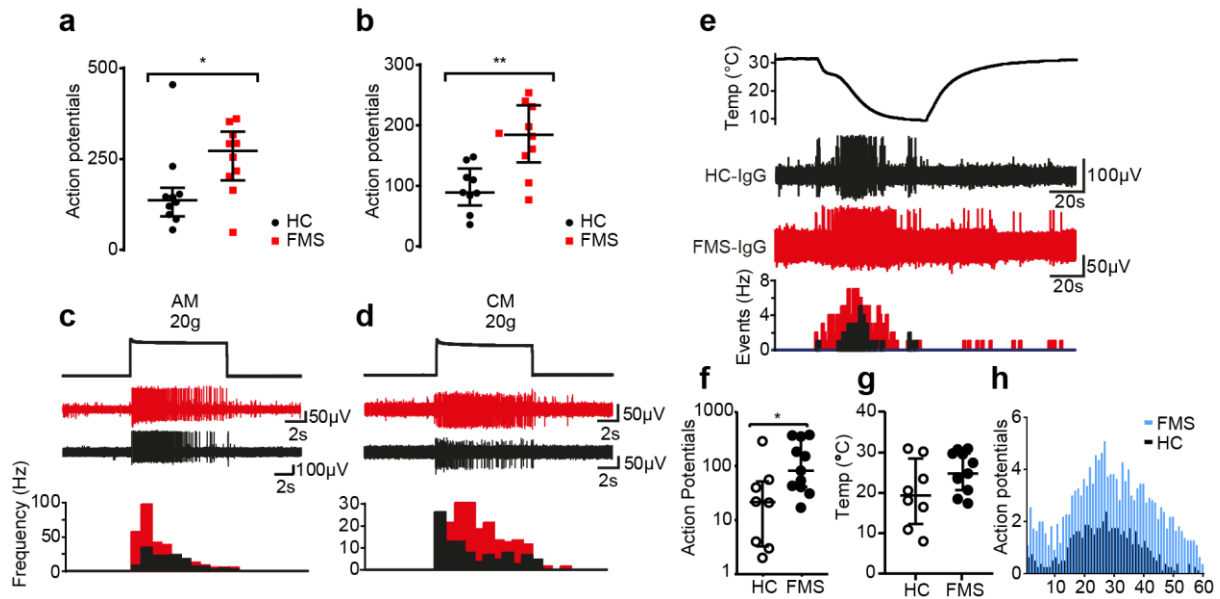 a
*
500
250
0
Action potentials
HC
FMS
b
**
300
200
100
0
Action potentials
HC
FMS
c
AM
20g
50µV
2s
100µV
2s
Frequency (Hz)
100
50
0
d
CM
20g
50µV
2s
50µV
2s
30
20
10
0
e
Temp (°C)
30
20
10
HC-IgG
100µV
20s
FMS-IgG
50µV
20s
Events (Hz)
8
4
0
f
*
1000
100
10
1
Action Potentials
HC FMS
g
40
30
20
10
0
Temp (°C)
HC FMS
h
6
4
2
0
Action potentials
FMS
HC
10 20 30 40 50 60